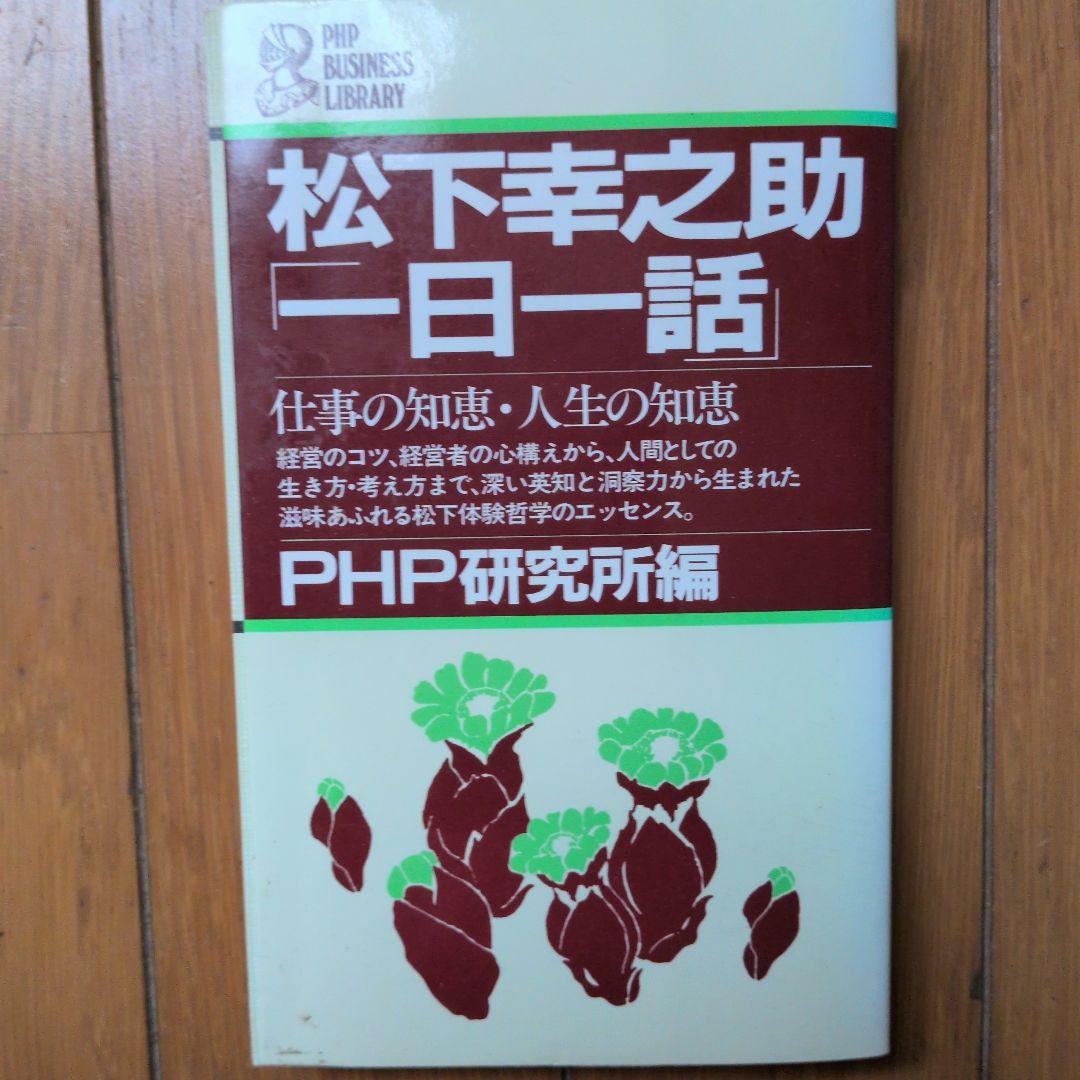 PHP
BUSINESS
LIBRARY
松下幸之助
「一日一話」
仕事の知恵・人生の知恵
経営のコツ、経営者の心構えから、人間としての
生き方・考え方まで、深い英知と洞察力から生まれた
滋味あふれる松下体験哲学のエッセンス。
PHP研究所編